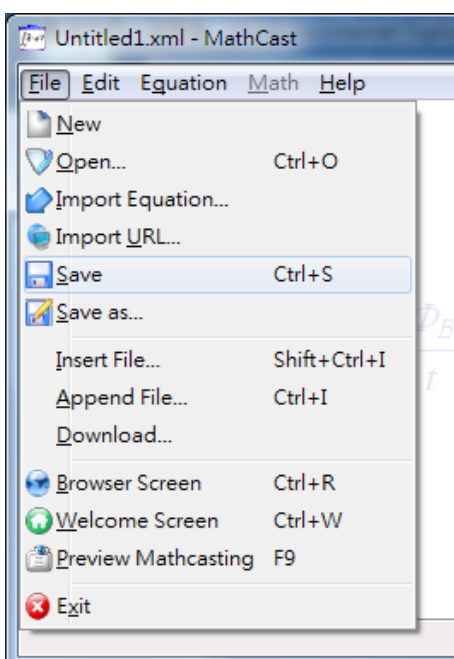 Untitled1.xml - MathCast
File Edit Equation Math Help
New
Open... Ctrl+O
Import Equation...
Import URL...
Save Ctrl+S
Save as...
Insert File... Shift+Ctrl+I
Append File... Ctrl+I
Download...
Browser Screen Ctrl+R
Welcome Screen Ctrl+W
Preview Mathcasting F9
Exit
Φ_B
t